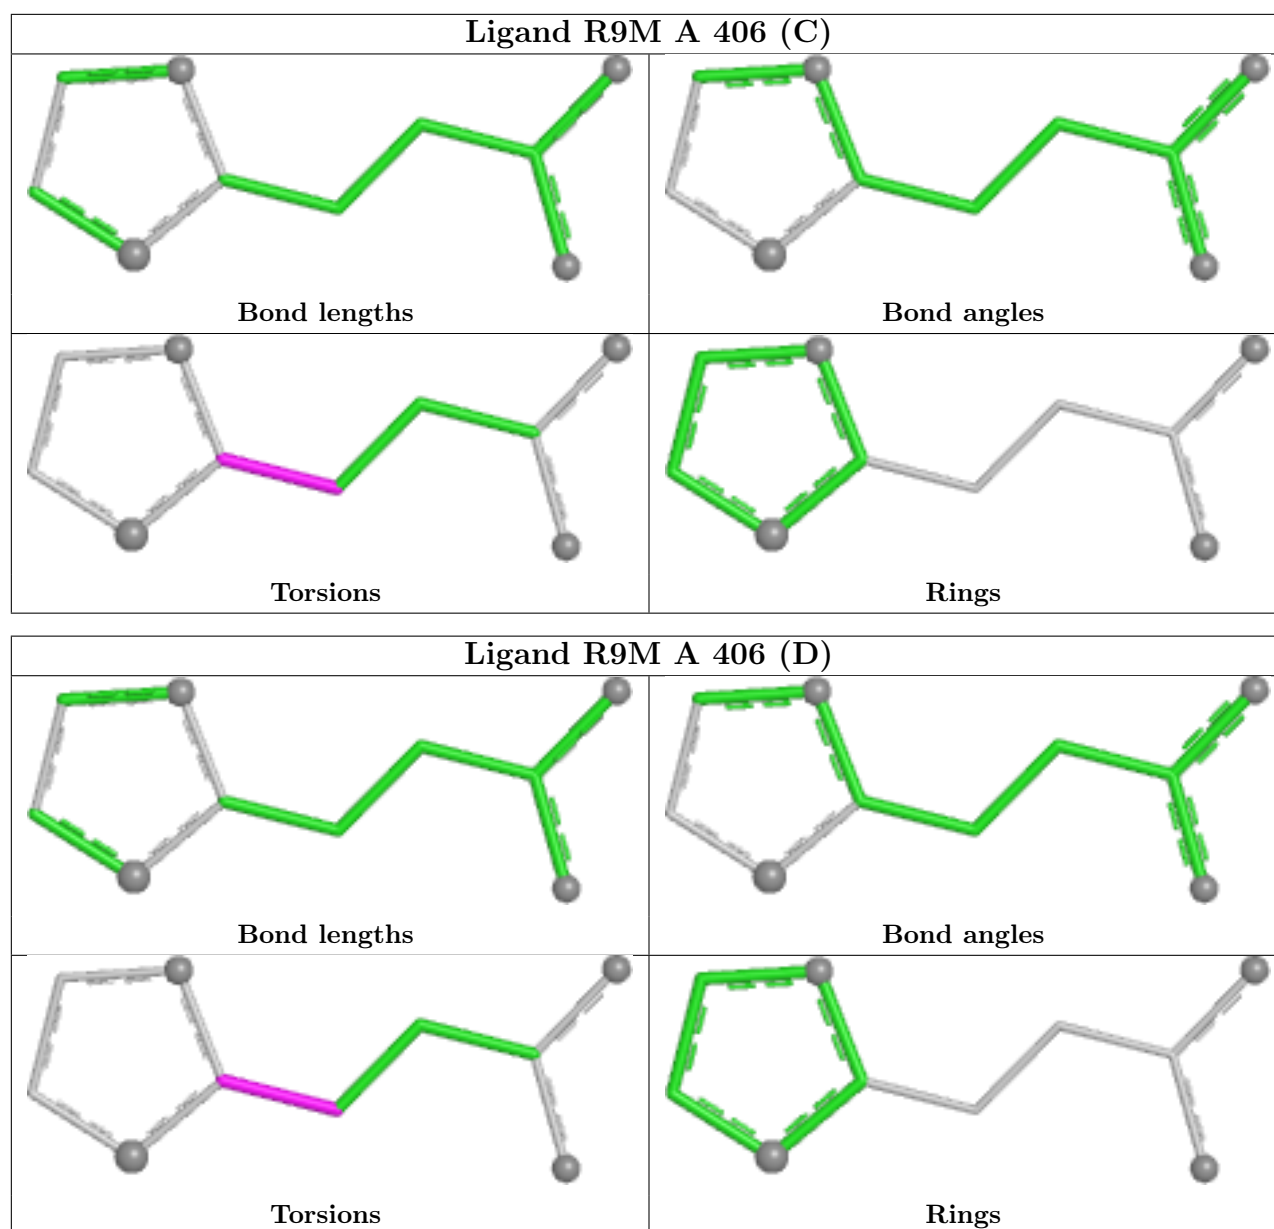 Ligand R9M A 406 (C)
Bond lengths
Bond angles
Torsions
Rings
Ligand R9M A 406 (D)
Bond lengths
Bond angles
Torsions
Rings